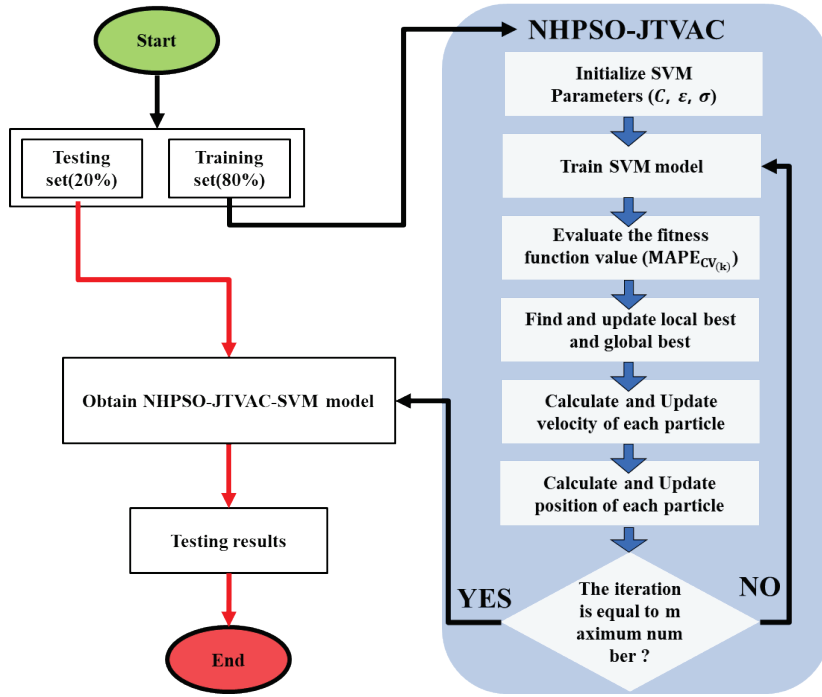 Start
Testing
set(20%)
Training
set(80%)
Obtain NHPSO-JTVAC-SVM model
Testing results
End
NHPSO-JTVAC
Initialize SVM
Parameters (C, ε, σ)
Train SVM model
Evaluate the fitness
function value (MAPE_CV_(k))
Find and update local best
and global best
Calculate and Update
velocity of each particle
Calculate and Update
position of each particle
The iteration
is equal to m
aximum num
ber ?
YES
NO